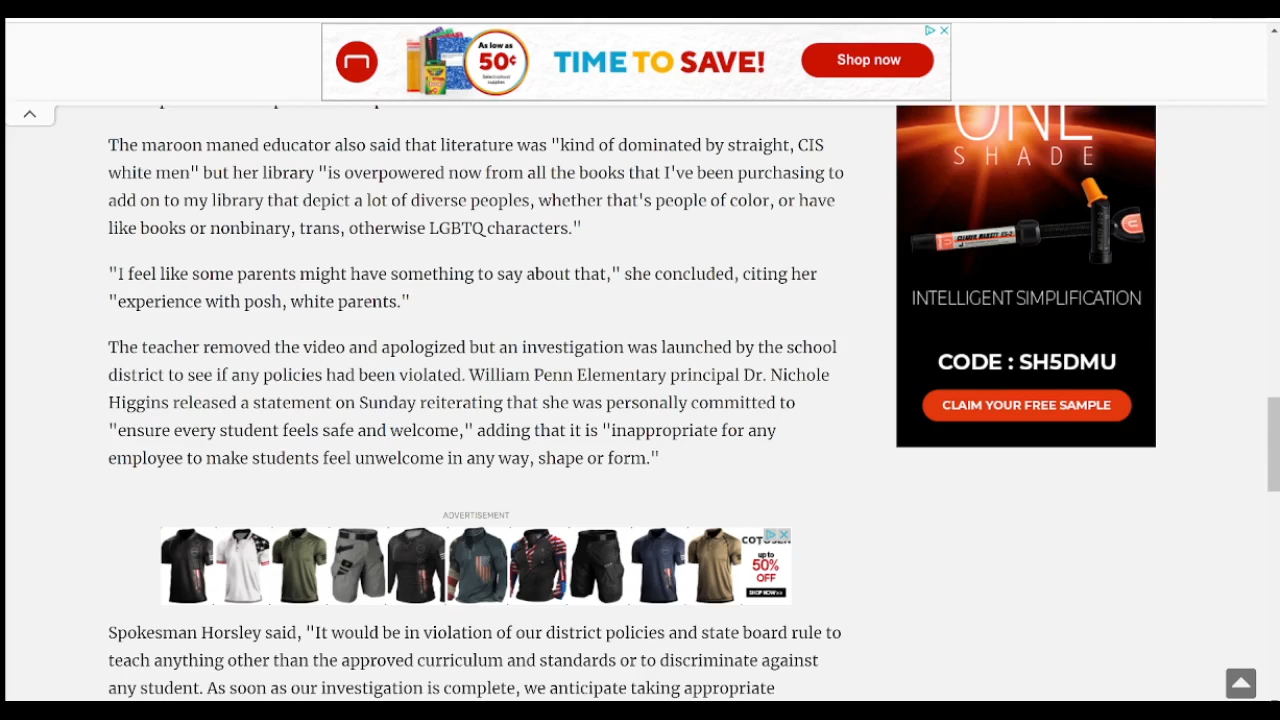 As low as
50¢
TIME TO SAVE!
Shop now
ONE
SHADE
The maroon maned educator also said that literature was "kind of dominated by straight, CIS
white men" but her library "is overpowered now from all the books that I've been purchasing to
add on to my library that depict a lot of diverse peoples, whether that's people of color, or have
like books or nonbinary, trans, otherwise LGBTQ characters."
"I feel like some parents might have something to say about that," she concluded, citing her
"experience with posh, white parents."
INTELLIGENT SIMPLIFICATION
CODE : SH5DMU
CLAIM YOUR FREE SAMPLE
The teacher removed the video and apologized but an investigation was launched by the school
district to see if any policies had been violated. William Penn Elementary principal Dr. Nichole
Higgins released a statement on Sunday reiterating that she was personally committed to
"ensure every student feels safe and welcome," adding that it is "inappropriate for any
employee to make students feel unwelcome in any way, shape or form."
ADVERTISEMENT
up to
50%
OFF
SHOP NOW>>
Spokesman Horsley said, "It would be in violation of our district policies and state board rule to
teach anything other than the approved curriculum and standards or to discriminate against
any student. As soon as our investigation is complete, we anticipate taking appropriate